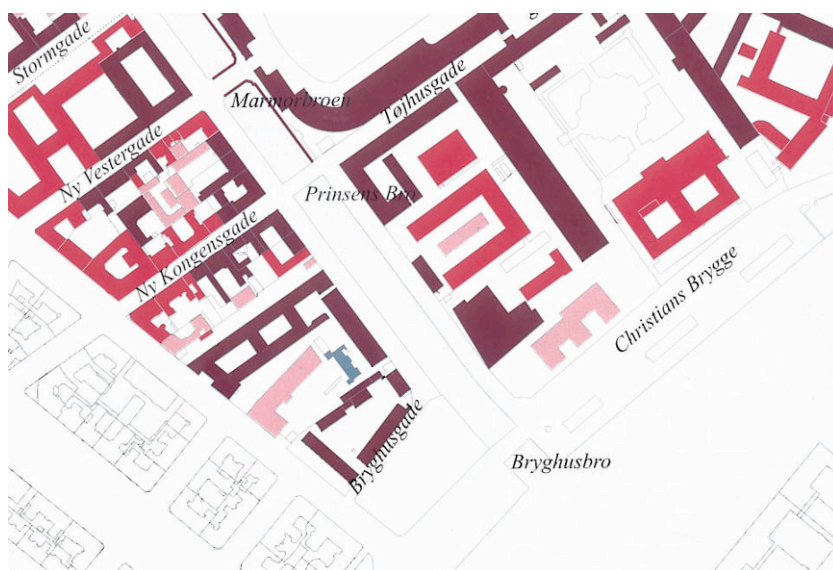 Stormgade
Marmorbroen
Tøjhusgade
Ny Vestergade
Prinsens Bro
Ny Kongensgade
Christians Brygge
Bryghusgade
Bryghusbro